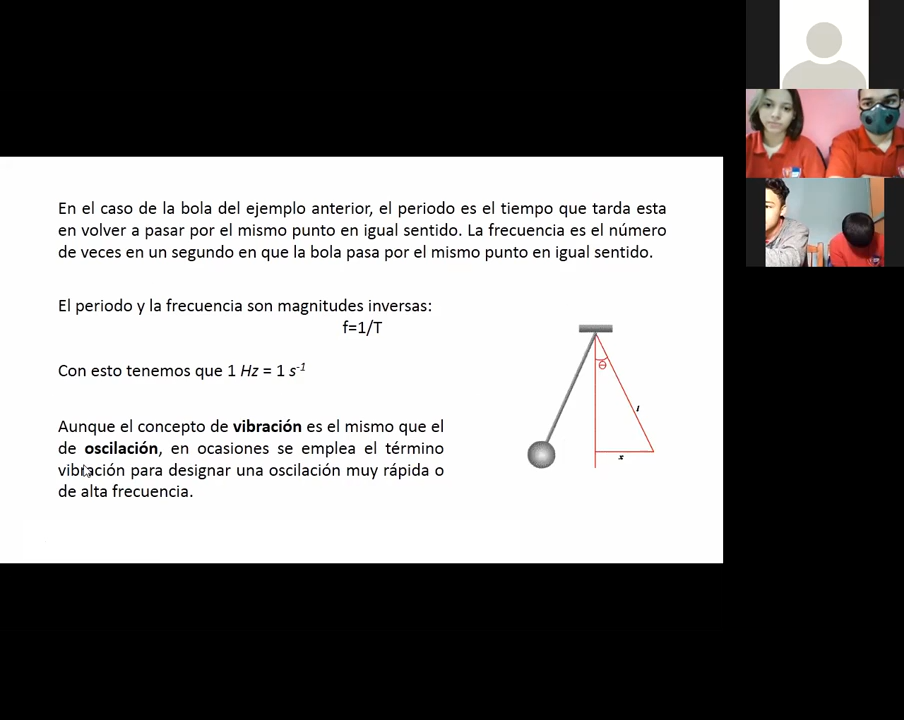 En el caso de la bola del ejemplo anterior, el periodo es el tiempo que tarda esta
en volver a pasar por el mismo punto en igual sentido. La frecuencia es el número
de veces en un segundo en que la bola pasa por el mismo punto en igual sentido.
El periodo y la frecuencia son magnitudes inversas:
f=1/T
Con esto tenemos que 1 Hz = 1 s⁻¹
Aunque el concepto de vibración es el mismo que el
de oscilación, en ocasiones se emplea el término
vibración para designar una oscilación muy rápida o
de alta frecuencia.
Θ
l
x